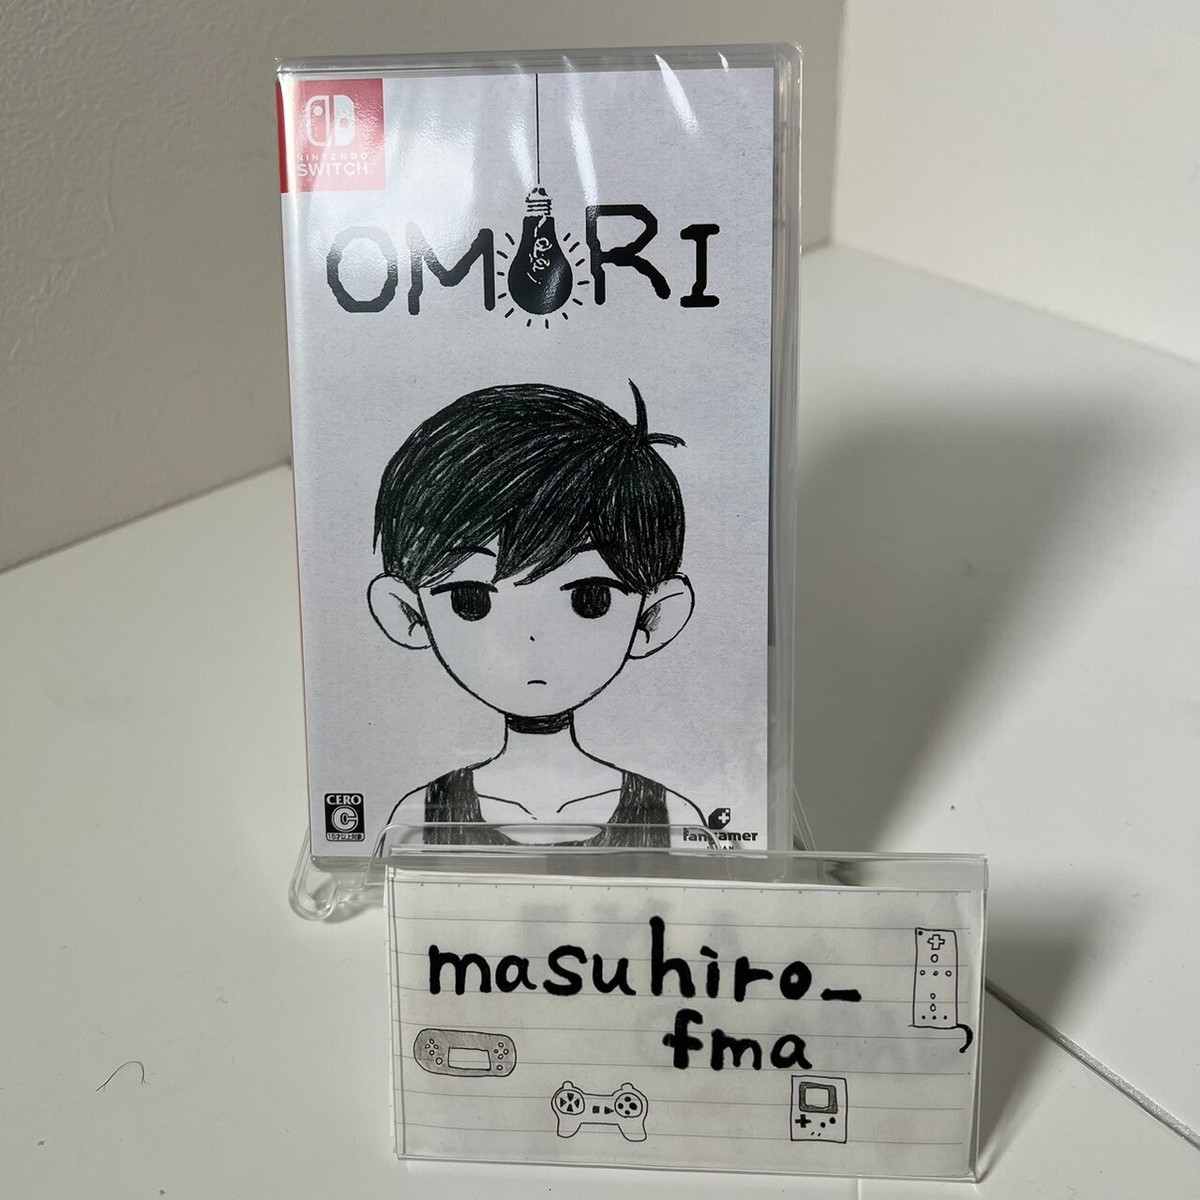 NINTENDO
SWITCH
OMORI
CERO
C
fangamer
masuhiro_
fma